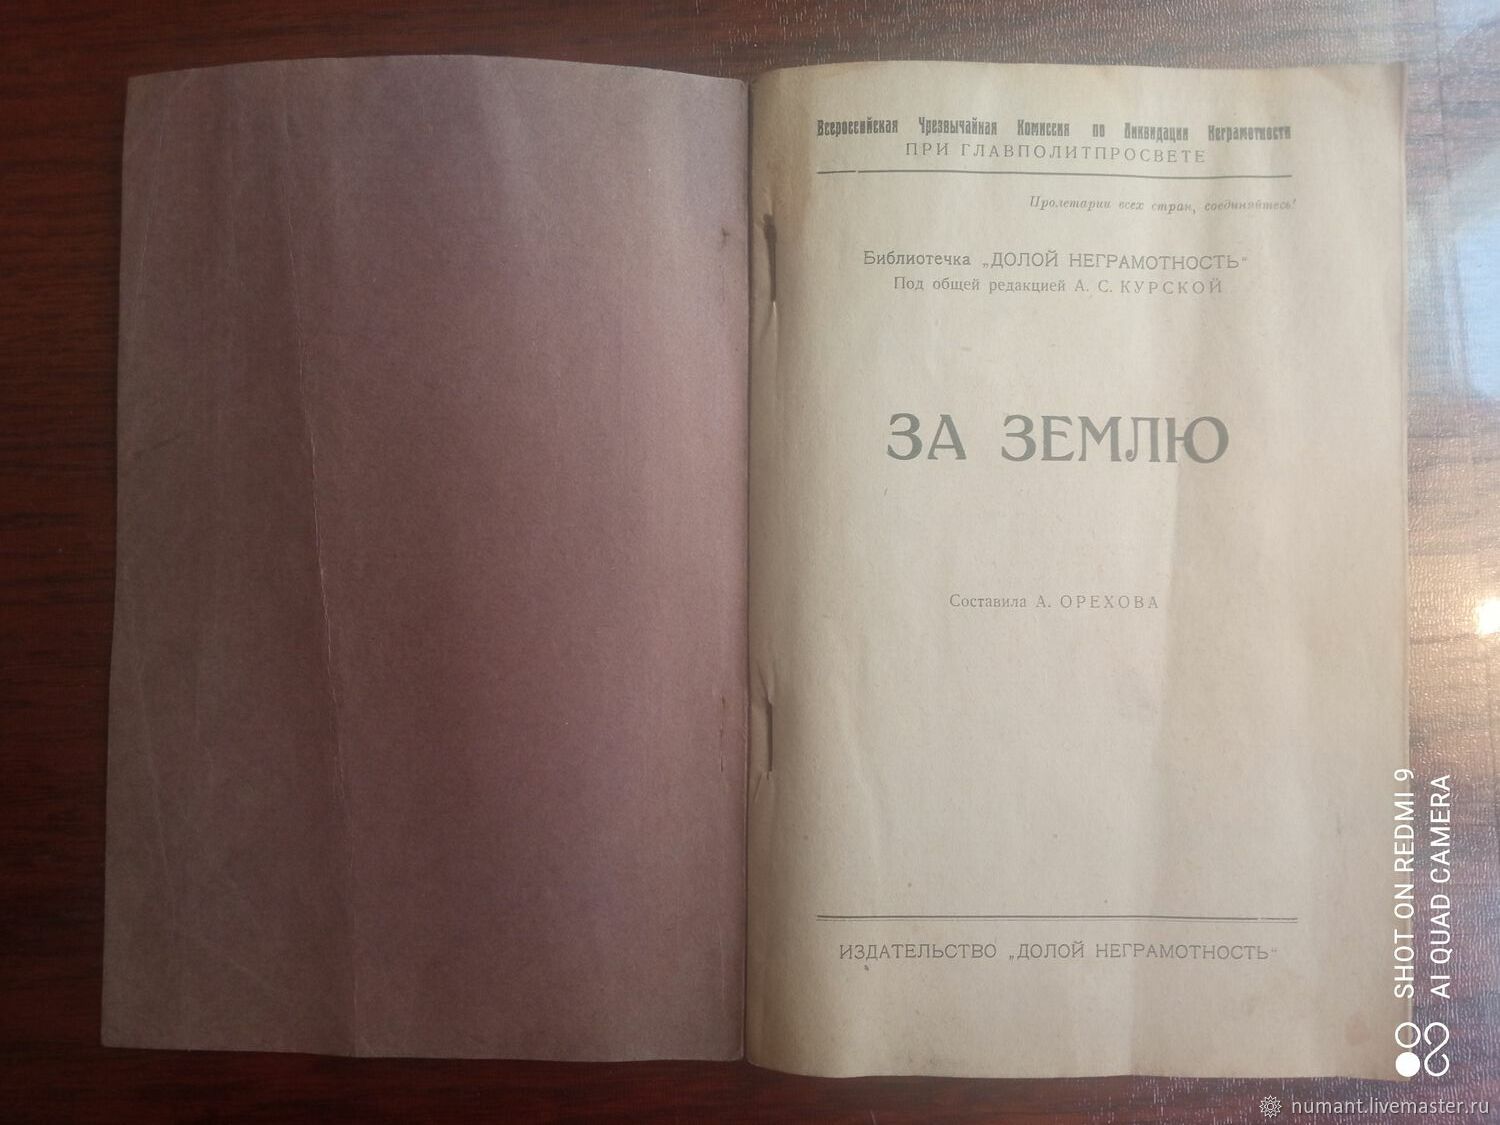 Всероссийская Чрезвычайная Комиссия по Ликвидации Неграмотности
ПРИ ГЛАВПОЛИТПРОСВЕТЕ
Пролетарии всех стран, соединяйтесь!
Библиотечка „ДОЛОЙ НЕГРАМОТНОСТЬ“
Под общей редакцией А. С. КУРСКОЙ
ЗА ЗЕМЛЮ
Составила А. ОРЕХОВА
ИЗДАТЕЛЬСТВО „ДОЛОЙ НЕГРАМОТНОСТЬ“
SHOT ON REDMI 9
AI QUAD CAMERA
numant.livemaster.ru